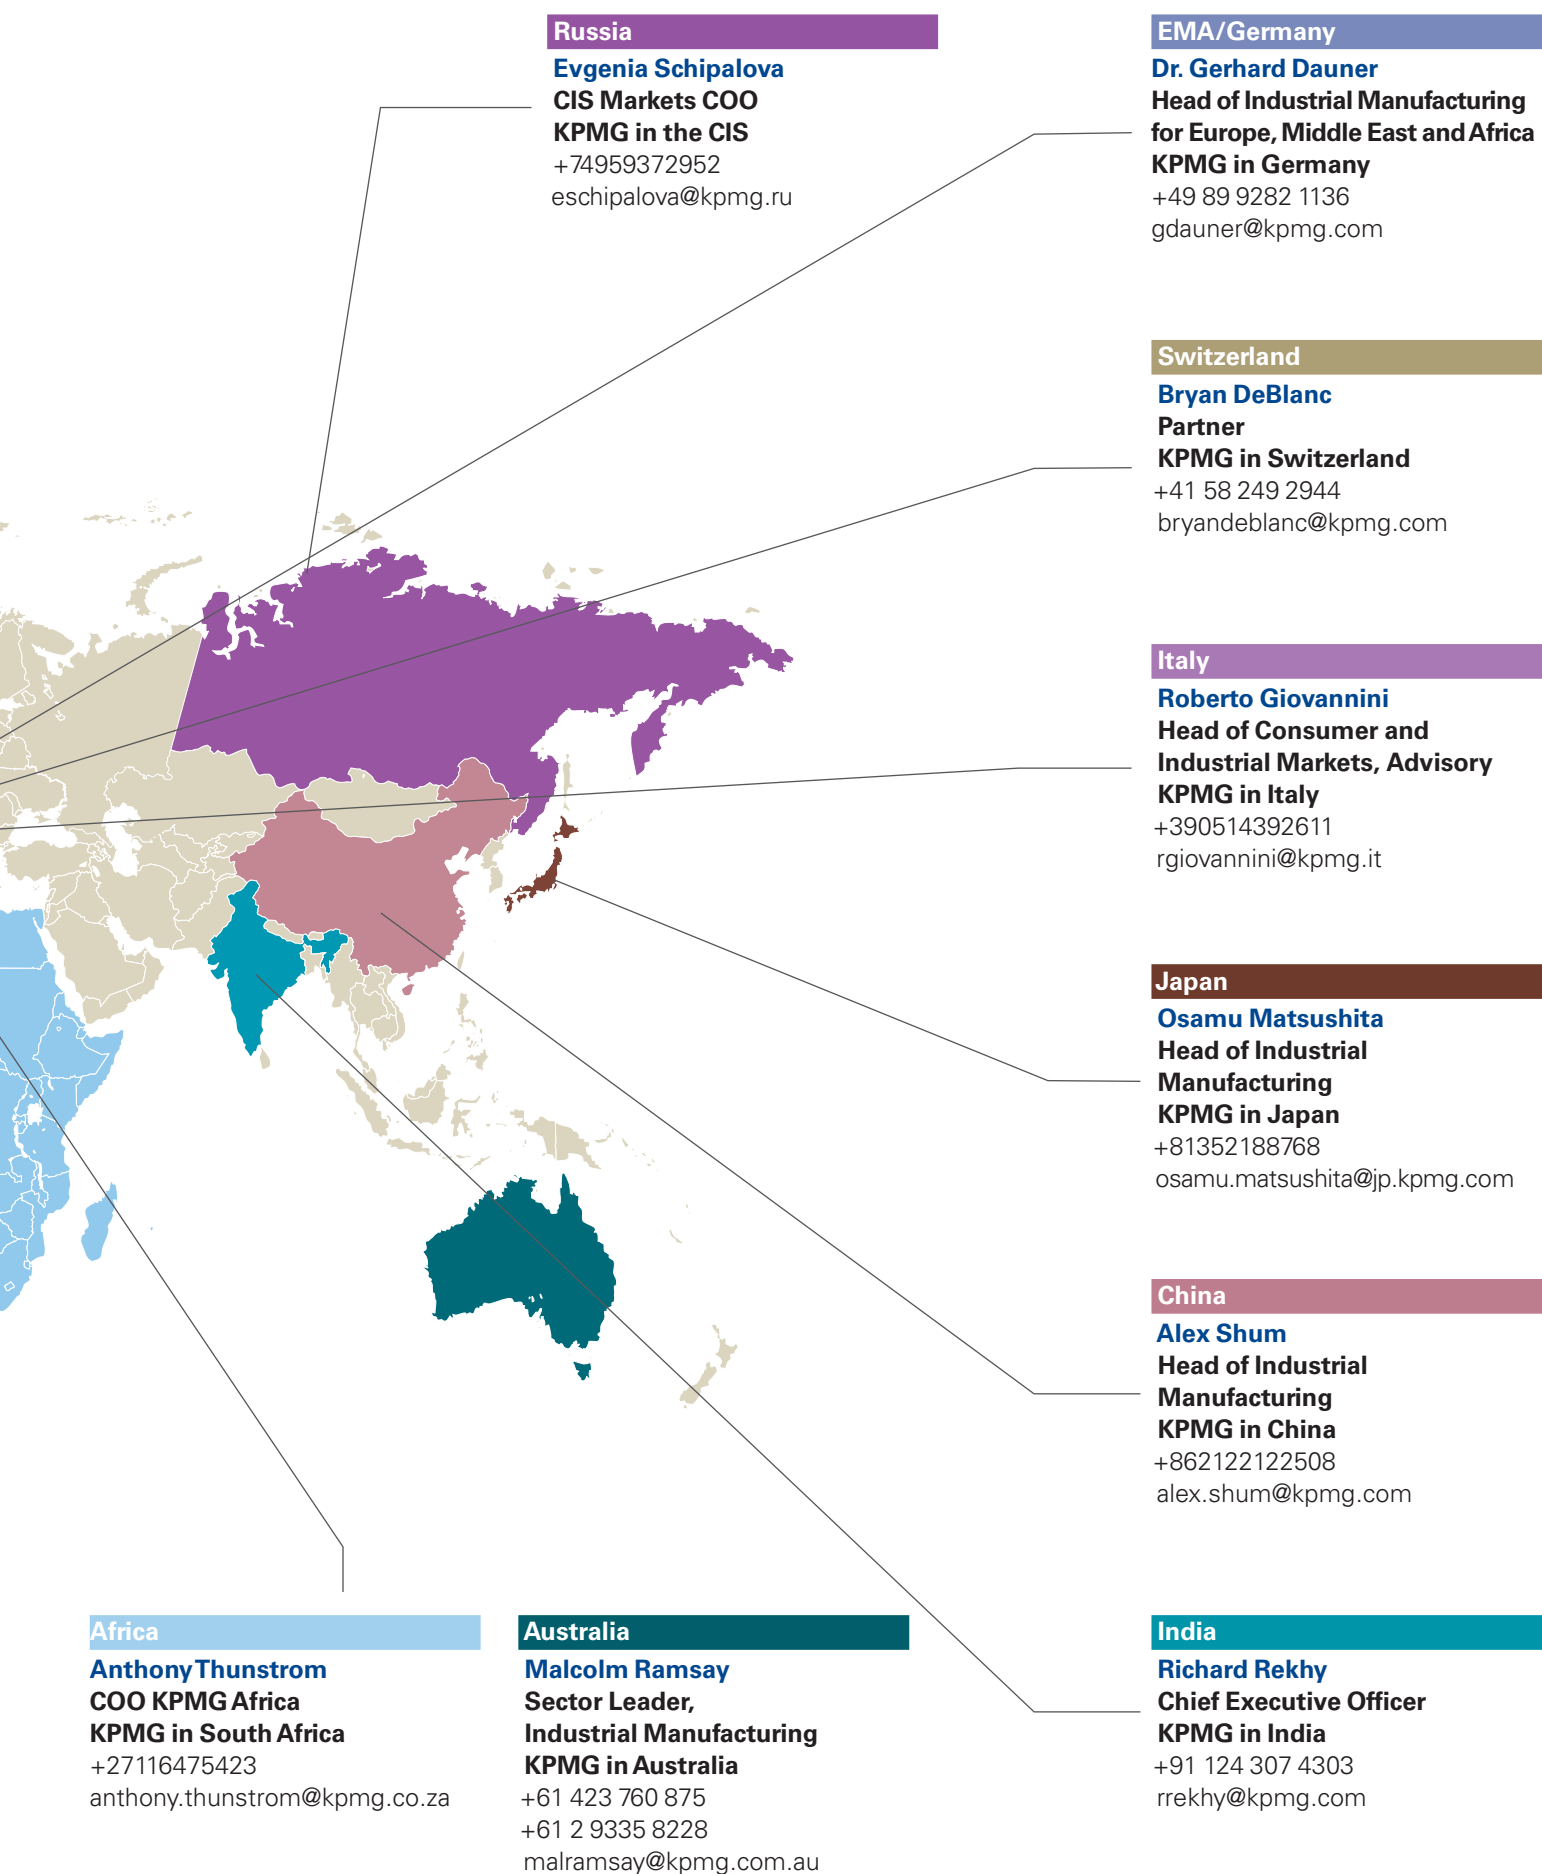 Russia
Evgenia Schipalova
CIS Markets COO
KPMG in the CIS
+74959372952
eschipalova@kpmg.ru
EMA/Germany
Dr. Gerhard Dauner
Head of Industrial Manufacturing
for Europe, Middle East and Africa
KPMG in Germany
+49 89 9282 1136
gdauner@kpmg.com
Switzerland
Bryan DeBlanc
Partner
KPMG in Switzerland
+41 58 249 2944
bryandeblanc@kpmg.com
Italy
Roberto Giovannini
Head of Consumer and
Industrial Markets, Advisory
KPMG in Italy
+390514392611
rgiovannini@kpmg.it
Japan
Osamu Matsushita
Head of Industrial
Manufacturing
KPMG in Japan
+81352188768
osamu.matsushita@jp.kpmg.com
China
Alex Shum
Head of Industrial
Manufacturing
KPMG in China
+862122122508
alex.shum@kpmg.com
Africa
Anthony Thunstrom
COO KPMG Africa
KPMG in South Africa
+27116475423
anthony.thunstrom@kpmg.co.za
Australia
Malcolm Ramsay
Sector Leader,
Industrial Manufacturing
KPMG in Australia
+61 423 760 875
+61 2 9335 8228
malramsay@kpmg.com.au
India
Richard Rekhy
Chief Executive Officer
KPMG in India
+91 124 307 4303
rrekhy@kpmg.com